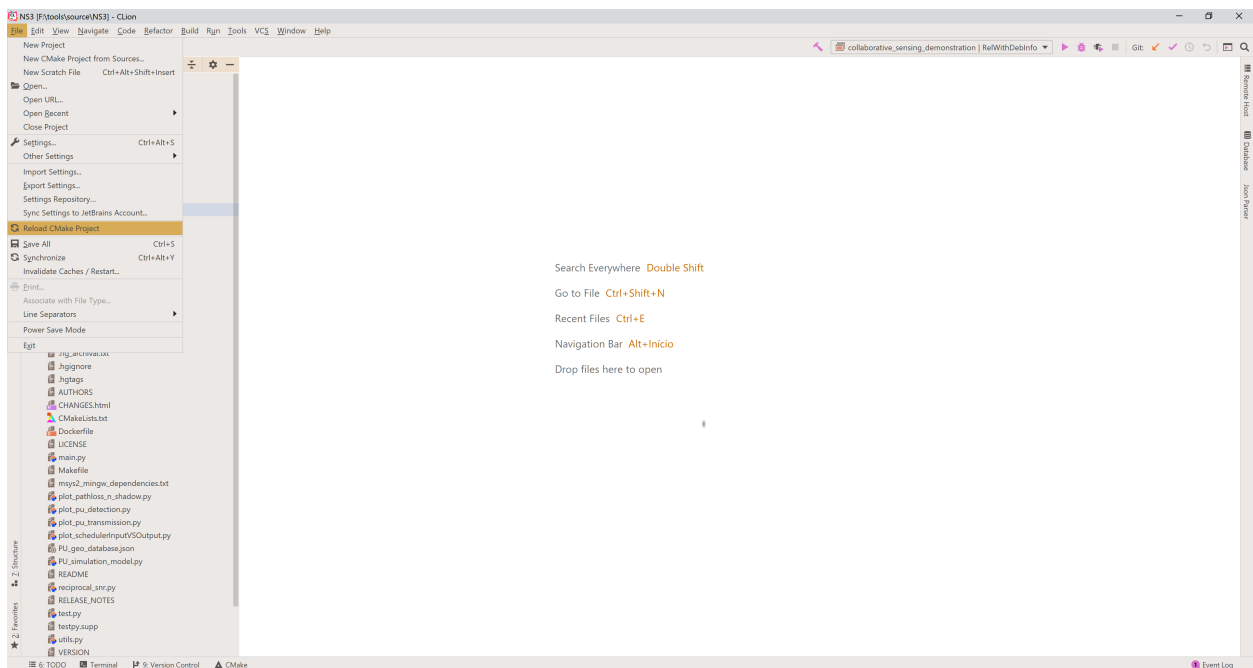 NS3 [F:\tools\source\NS3] - CLion
File Edit View Navigate Code Refactor Build Run Tools VCS Window Help
collaborative_sensing_demonstration | RelWithDebInfo
Git:
New Project
New CMake Project from Sources...
New Scratch File Ctrl+Alt+Shift+Insert
Open...
Open URL...
Open Recent
Close Project
Settings... Ctrl+Alt+S
Other Settings
Import Settings...
Export Settings...
Settings Repository...
Sync Settings to JetBrains Account...
Reload CMake Project
Save All Ctrl+S
Synchronize Ctrl+Alt+Y
Invalidate Caches / Restart...
Print...
Associate with File Type...
Line Separators
Power Save Mode
Exit
.hg_archival.txt
.hgignore
.hgtags
AUTHORS
CHANGES.html
CMakeLists.txt
Dockerfile
LICENSE
main.py
Makefile
msys2_mingw_dependencies.txt
plot_pathloss_n_shadow.py
plot_pu_detection.py
plot_pu_transmission.py
plot_schedulerInputVSOutput.py
PU_geo_database.json
PU_simulation_model.py
README
reciprocal_snr.py
RELEASE_NOTES
test.py
testpy.supp
utils.py
VERSION
Search Everywhere Double Shift
Go to File Ctrl+Shift+N
Recent Files Ctrl+E
Navigation Bar Alt+Início
Drop files here to open
Remote Host
Database
Json Parser
7: Structure
2: Favorites
6: TODO Terminal 9: Version Control CMake
1 Event Log